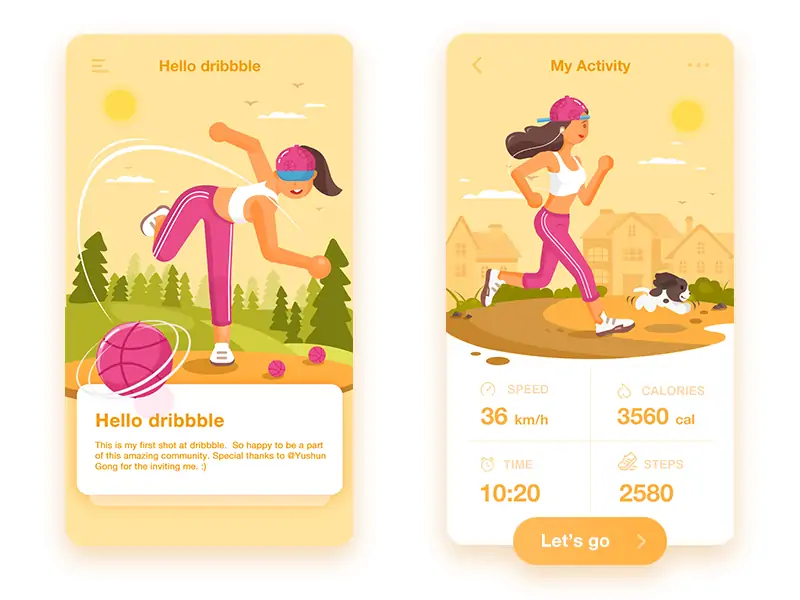 Hello dribbble
Hello dribbble
This is my first shot at dribbble. So happy to be a part
of this amazing community. Special thanks to @Yushun
Gong for the inviting me. :)
My Activity
SPEED
36 km/h
CALORIES
3560 cal
TIME
10:20
STEPS
2580
Let's go